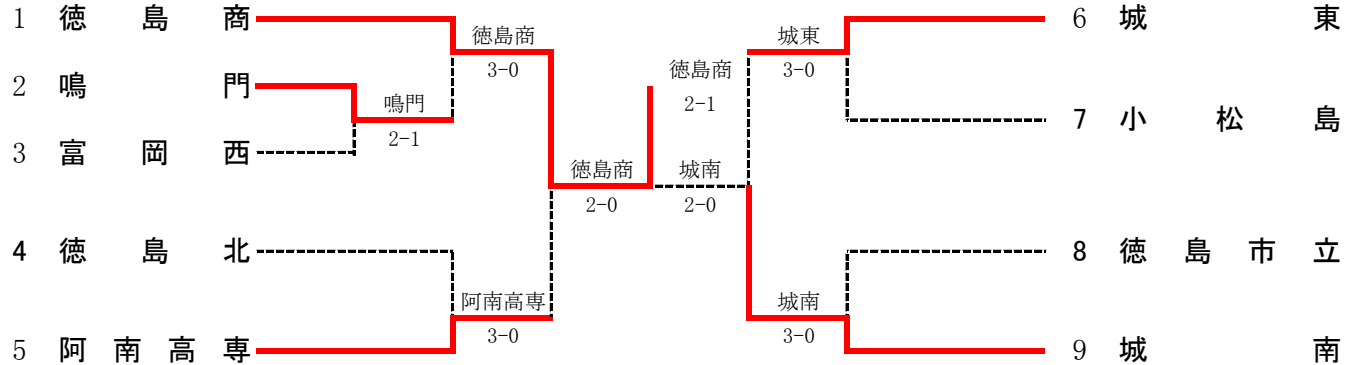 1 徳島商
2 鳴門
3 富岡西
4 徳島北
5 阿南高専
徳島商
3-0
鳴門
2-1
阿南高専
3-0
徳島商
2-0
徳島商
2-1
城南
2-0
城東
3-0
城南
3-0
6 城東
7 小松島
8 徳島市立
9 城南